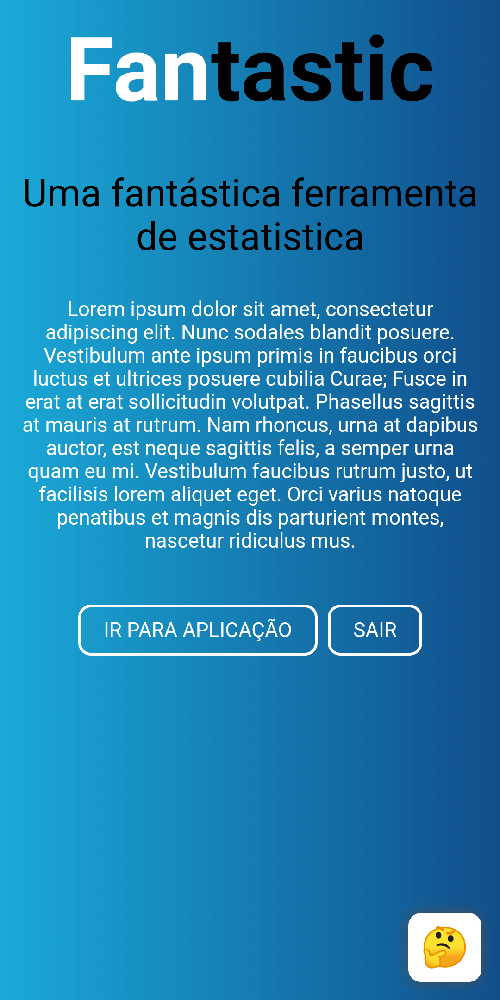 Fantastic
Uma fantástica ferramenta
de estatistica
Lorem ipsum dolor sit amet, consectetur
adipiscing elit. Nunc sodales blandit posuere.
Vestibulum ante ipsum primis in faucibus orci
luctus et ultrices posuere cubilia Curae; Fusce in
erat at erat sollicitudin volutpat. Phasellus sagittis
at mauris at rutrum. Nam rhoncus, urna at dapibus
auctor, est neque sagittis felis, a semper urna
quam eu mi. Vestibulum faucibus rutrum justo, ut
facilisis lorem aliquet eget. Orci varius natoque
penatibus et magnis dis parturient montes,
nascetur ridiculus mus.
IR PARA APLICAÇÃO
SAIR